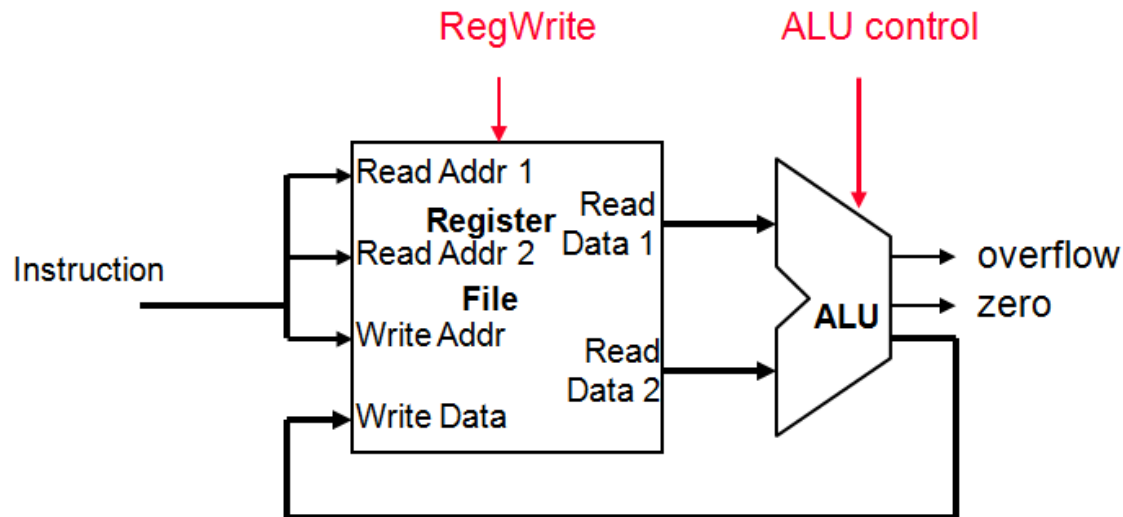 RegWrite
ALU control
Instruction
Read Addr 1
Register
Read Addr 2
File
Write Addr
Write Data
Read
Data 1
Read
Data 2
ALU
overflow
zero